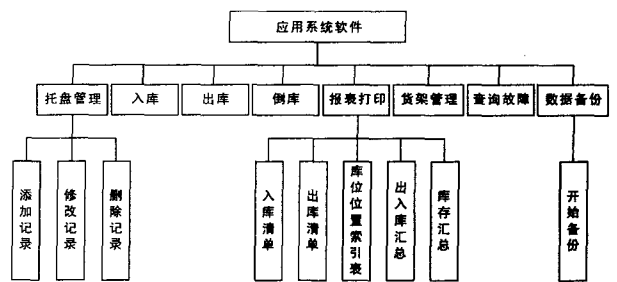 应用系统软件
托盘管理
入库
出库
倒库
报表打印
货架管理
查询故障
数据备份
添加记录
修改记录
删除记录
入库清单
出库清单
库位位置索引表
出入库汇总
库存汇总
开始备份